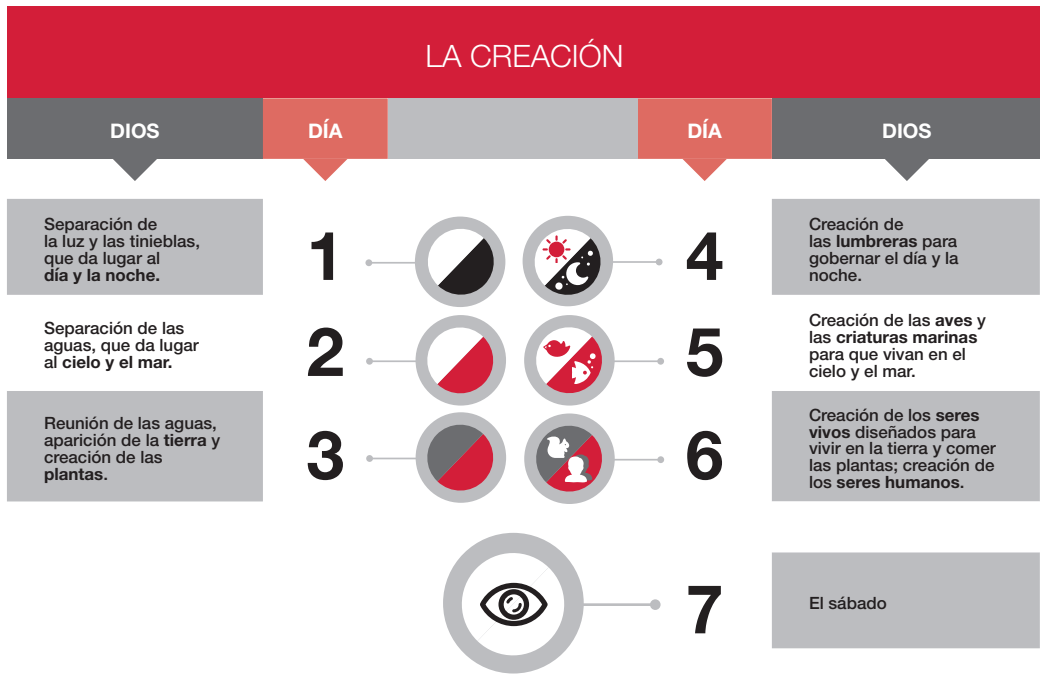 LA CREACIÓN
DIOS
DÍA
DÍA
DIOS
Separación de
la luz y las tinieblas,
que da lugar al
día y la noche.
1
4
Creación de
las lumbreras para
gobernar el día y la
noche.
Separación de las
aguas, que da lugar
al cielo y el mar.
2
5
Creación de las aves y
las criaturas marinas
para que vivan en el
cielo y el mar.
Reunión de las aguas,
aparición de la tierra y
creación de las
plantas.
3
6
Creación de los seres
vivos diseñados para
vivir en la tierra y comer
las plantas; creación de
los seres humanos.
7
El sábado